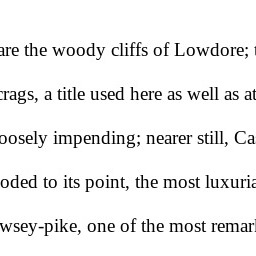 are the woody cliffs of Lowdore;
crags, a title used here as well as at
oosely impending; nearer still, Ca
oded to its point, the most luxuria
wsey-pike, one of the most remar